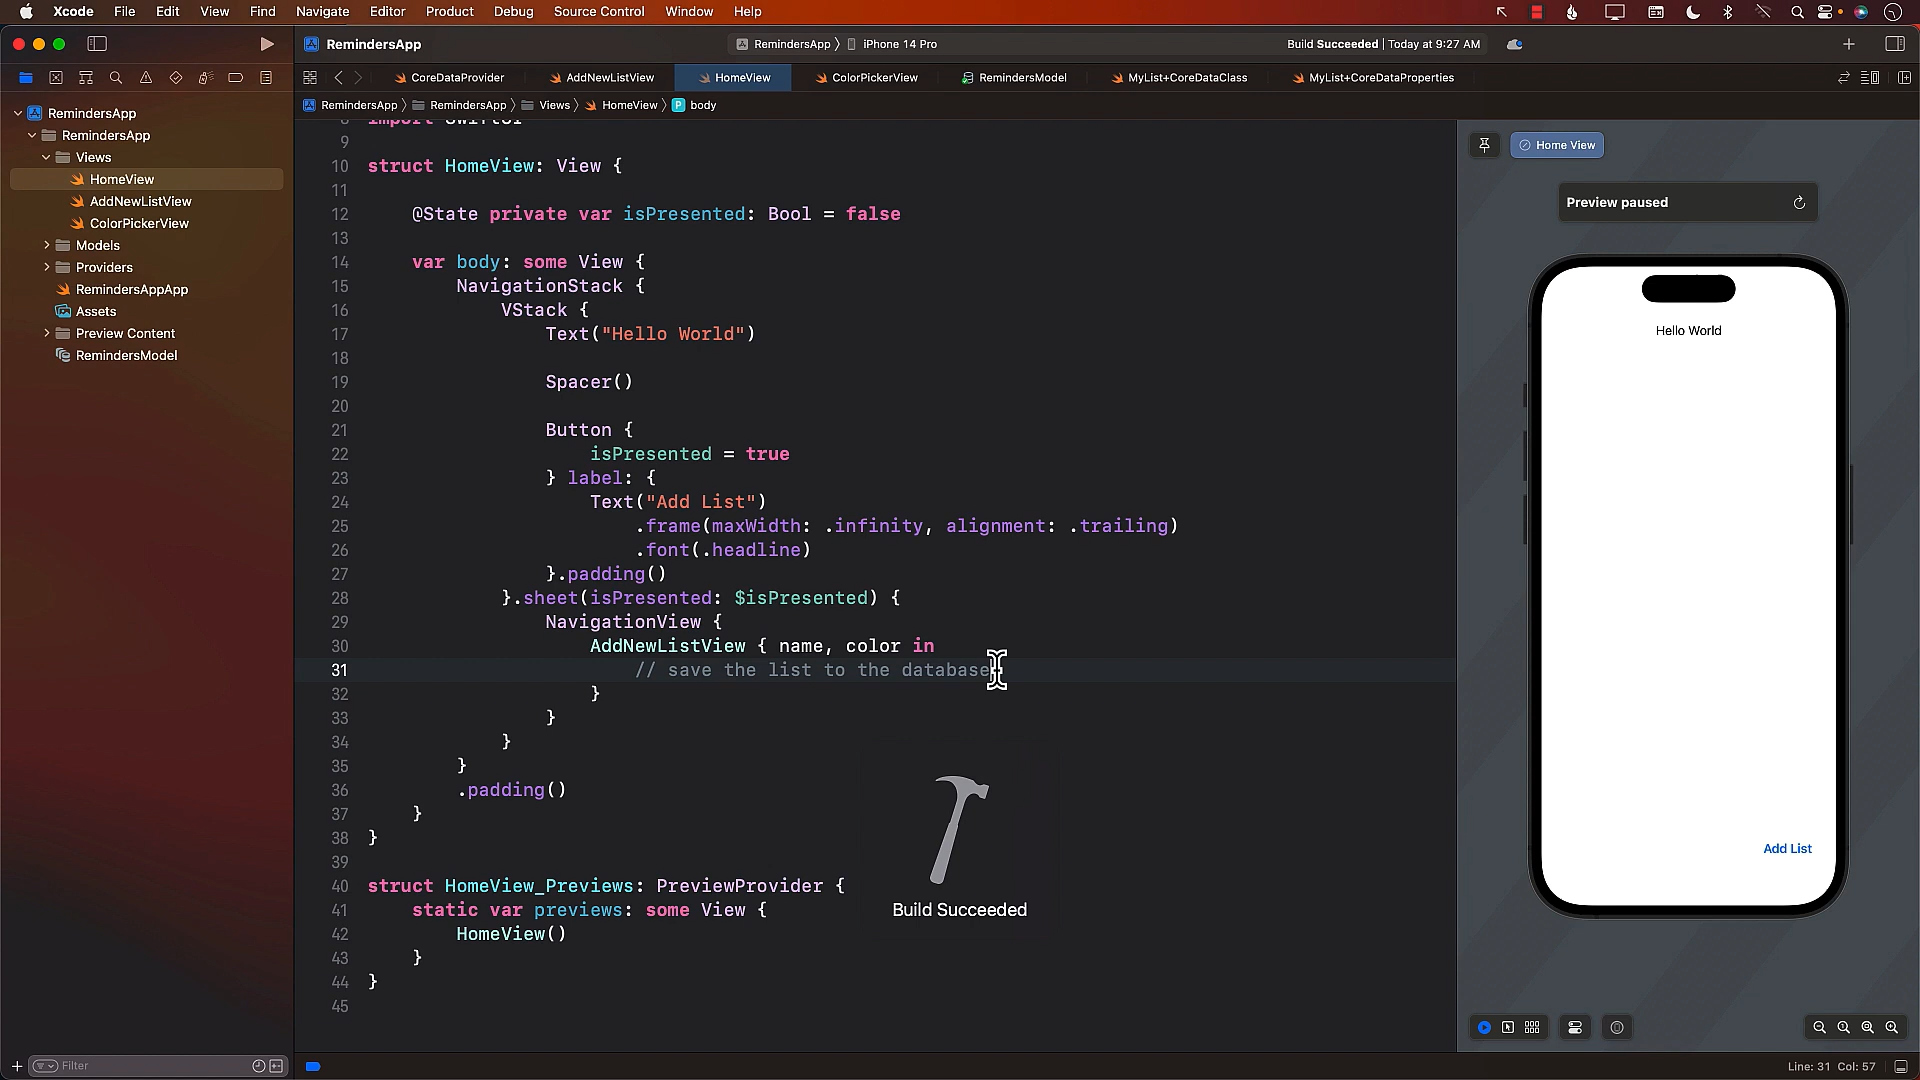 Xcode File Edit View Find Navigate Editor Product Debug Source Control Window Help
RemindersApp
RemindersApp iPhone 14 Pro
Build Succeeded | Today at 9:27 AM
CoreDataProvider
AddNewListView
HomeView
ColorPickerView
RemindersModel
MyList+CoreDataClass
MyList+CoreDataProperties
RemindersApp RemindersApp Views HomeView body
RemindersApp
RemindersApp
Views
HomeView
AddNewListView
ColorPickerView
Models
Providers
RemindersAppApp
Assets
Preview Content
RemindersModel
Filter
8 import SwiftUI
9
10 struct HomeView: View {
11
12 @State private var isPresented: Bool = false
13
14 var body: some View {
15 NavigationStack {
16 VStack {
17 Text("Hello World")
18
19 Spacer()
20
21 Button {
22 isPresented = true
23 } label: {
24 Text("Add List")
25 .frame(maxWidth: .infinity, alignment: .trailing)
26 .font(.headline)
27 }.padding()
28 }.sheet(isPresented: $isPresented) {
29 NavigationView {
30 AddNewListView { name, color in
31 // save the list to the database
32 }
33 }
34 }
35 }
36 .padding()
37 }
38 }
39
40 struct HomeView_Previews: PreviewProvider {
41 static var previews: some View {
42 HomeView()
43 }
44 }
45
Build Succeeded
Home View
Preview paused
Hello World
Add List
Line: 31 Col: 57